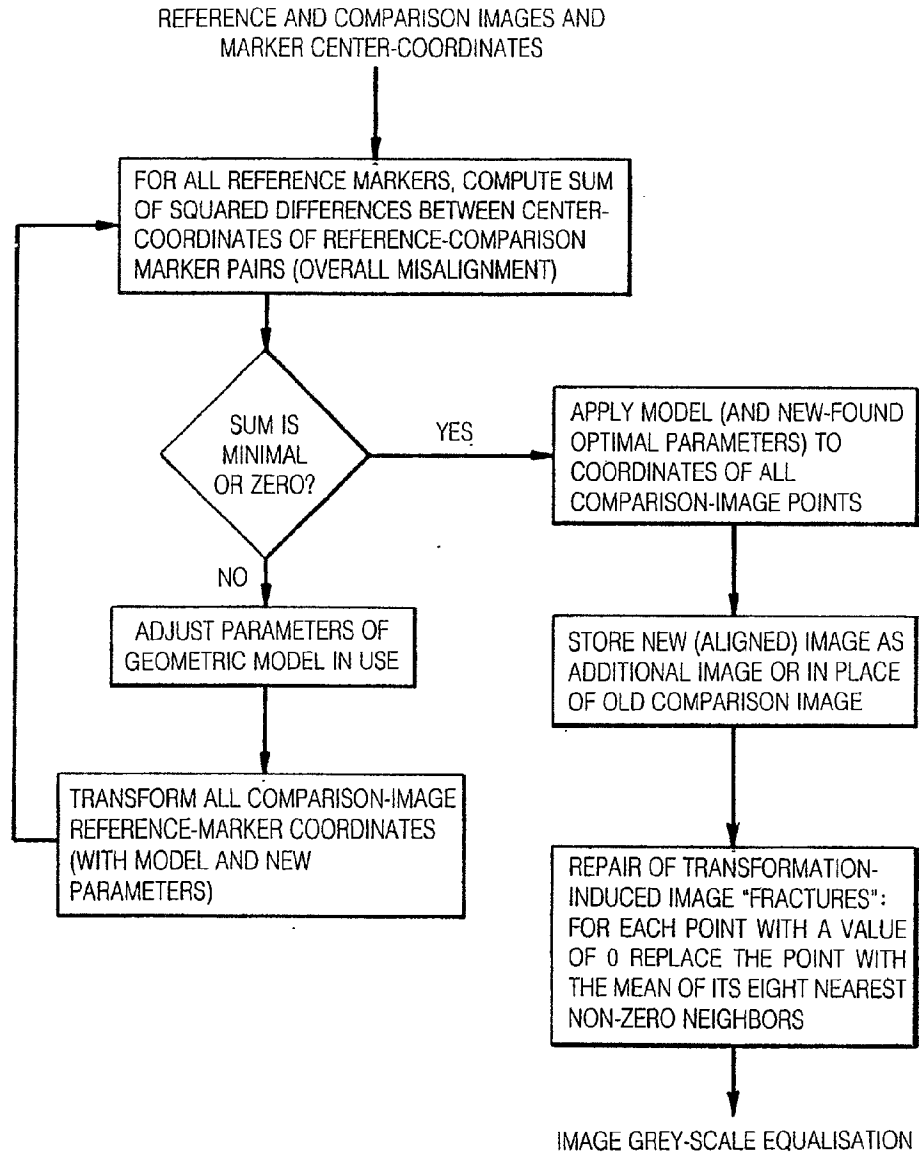 REFERENCE AND COMPARISON IMAGES AND
MARKER CENTER-COORDINATES
FOR ALL REFERENCE MARKERS, COMPUTE SUM
OF SQUARED DIFFERENCES BETWEEN CENTER-
COORDINATES OF REFERENCE-COMPARISON
MARKER PAIRS (OVERALL MISALIGNMENT)
SUM IS
MINIMAL
OR ZERO?
YES
APPLY MODEL (AND NEW-FOUND
OPTIMAL PARAMETERS) TO
COORDINATES OF ALL
COMPARISON-IMAGE POINTS
NO
ADJUST PARAMETERS OF
GEOMETRIC MODEL IN USE
STORE NEW (ALIGNED) IMAGE AS
ADDITIONAL IMAGE OR IN PLACE
OF OLD COMPARISON IMAGE
TRANSFORM ALL COMPARISON-IMAGE
REFERENCE-MARKER COORDINATES
(WITH MODEL AND NEW
PARAMETERS)
REPAIR OF TRANSFORMATION-
INDUCED IMAGE "FRACTURES":
FOR EACH POINT WITH A VALUE
OF 0 REPLACE THE POINT WITH
THE MEAN OF ITS EIGHT NEAREST
NON-ZERO NEIGHBORS
IMAGE GREY-SCALE EQUALISATION